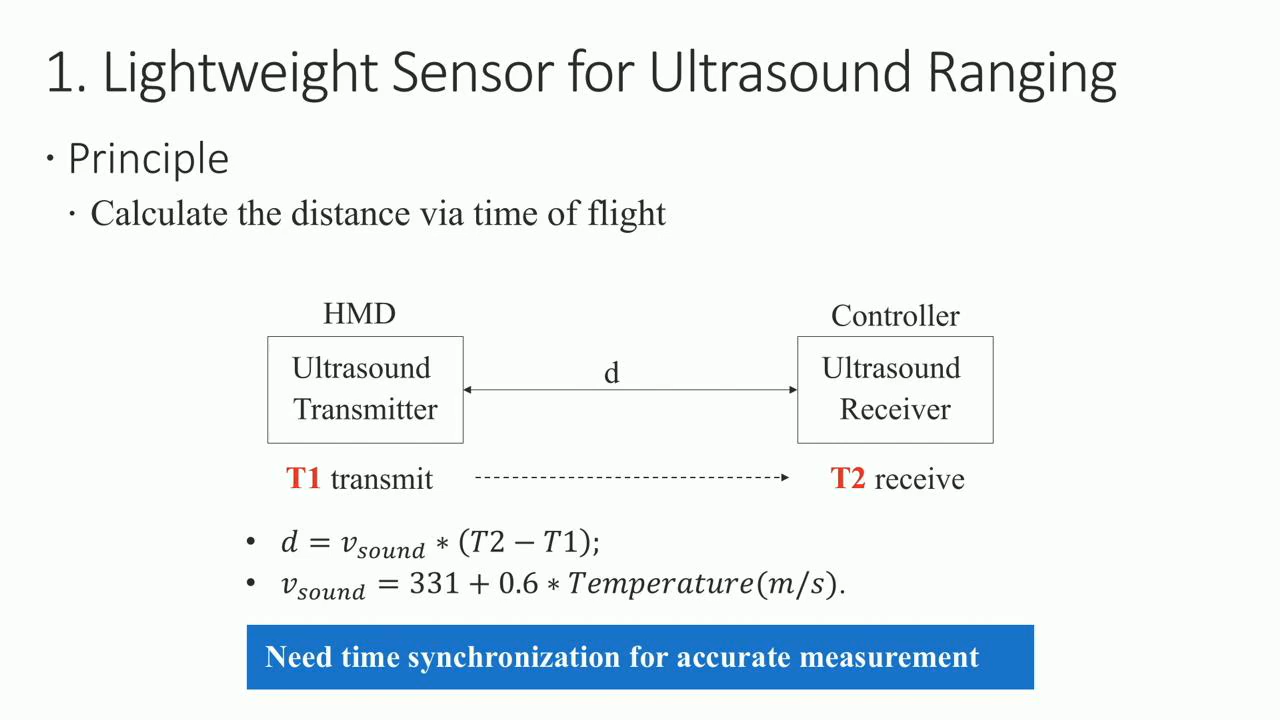 1. Lightweight Sensor for Ultrasound Ranging
· Principle
· Calculate the distance via time of flight
HMD
Controller
Ultrasound
Transmitter
d
Ultrasound
Receiver
T1 transmit
T2 receive
• d = v_sound * (T2 − T1);
• v_sound = 331 + 0.6 * Temperature(m/s).
Need time synchronization for accurate measurement